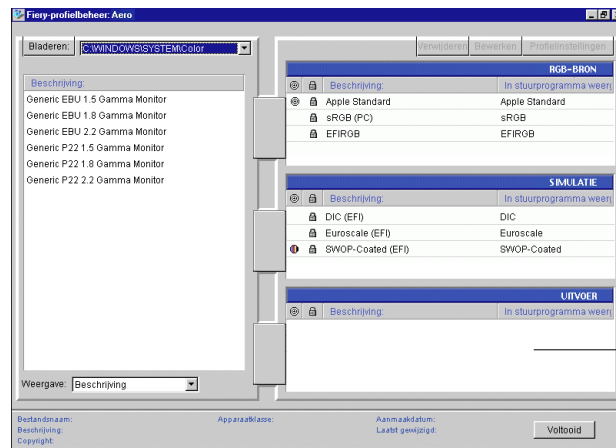 Fiery-profielbeheer: Aero
Bladeren: C:\WINDOWS\SYSTEM\Color
Beschrijving:
Generic EBU 1.5 Gamma Monitor
Generic EBU 1.8 Gamma Monitor
Generic EBU 2.2 Gamma Monitor
Generic P22 1.5 Gamma Monitor
Generic P22 1.8 Gamma Monitor
Generic P22 2.2 Gamma Monitor
Weergave: Beschrijving
Verwijderen Bewerken Profielinstellingen
RGB-BRON
Beschrijving: In stuurprogramma weerg
Apple Standard Apple Standard
sRGB (PC) sRGB
EFIRGB EFIRGB
SIMULATIE
Beschrijving: In stuurprogramma weerg
DIC (EFI) DIC
Euroscale (EFI) Euroscale
SWOP-Coated (EFI) SWOP-Coated
UITVOER
Beschrijving: In stuurprogramma weerg
Bestandsnaam: Apparaatklasse: Aanmaakdatum:
Beschrijving: Laatst gewijzigd:
Copyright:
Voltooid